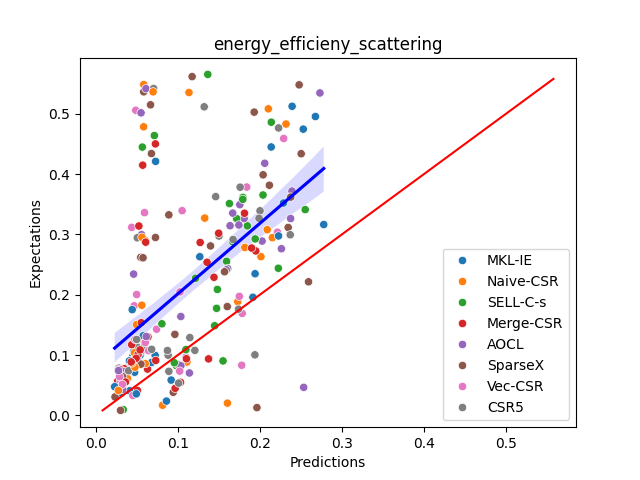 energy_efficieny_scattering
Expectations
0.5
0.4
0.3
0.2
0.1
0.0
MKL-IE
Naive-CSR
SELL-C-s
Merge-CSR
AOCL
SparseX
Vec-CSR
CSR5
0.0 0.1 0.2 0.3 0.4 0.5
Predictions